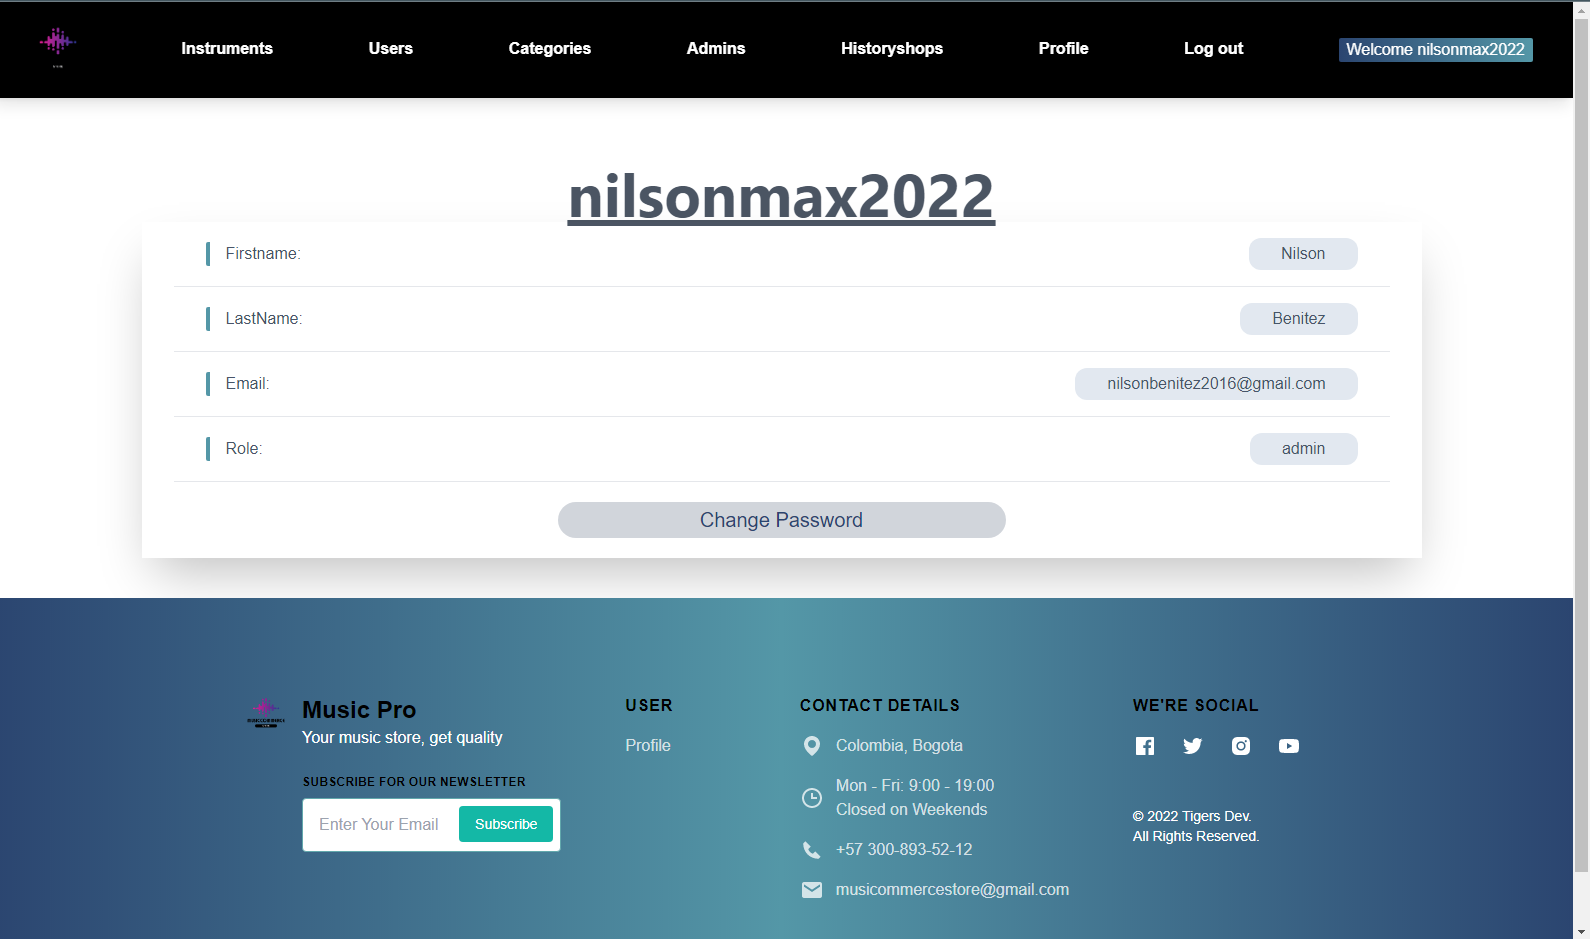 Instruments Users Categories Admins Historyshops Profile Log out Welcome nilsonmax2022
nilsonmax2022
Firstname: Nilson
LastName: Benitez
Email: nilsonbenitez2016@gmail.com
Role: admin
Change Password
Music Pro
Your music store, get quality
SUBSCRIBE FOR OUR NEWSLETTER
Enter Your Email Subscribe
USER
Profile
CONTACT DETAILS
Colombia, Bogota
Mon - Fri: 9:00 - 19:00
Closed on Weekends
+57 300-893-52-12
musicommercestore@gmail.com
WE'RE SOCIAL
© 2022 Tigers Dev.
All Rights Reserved.